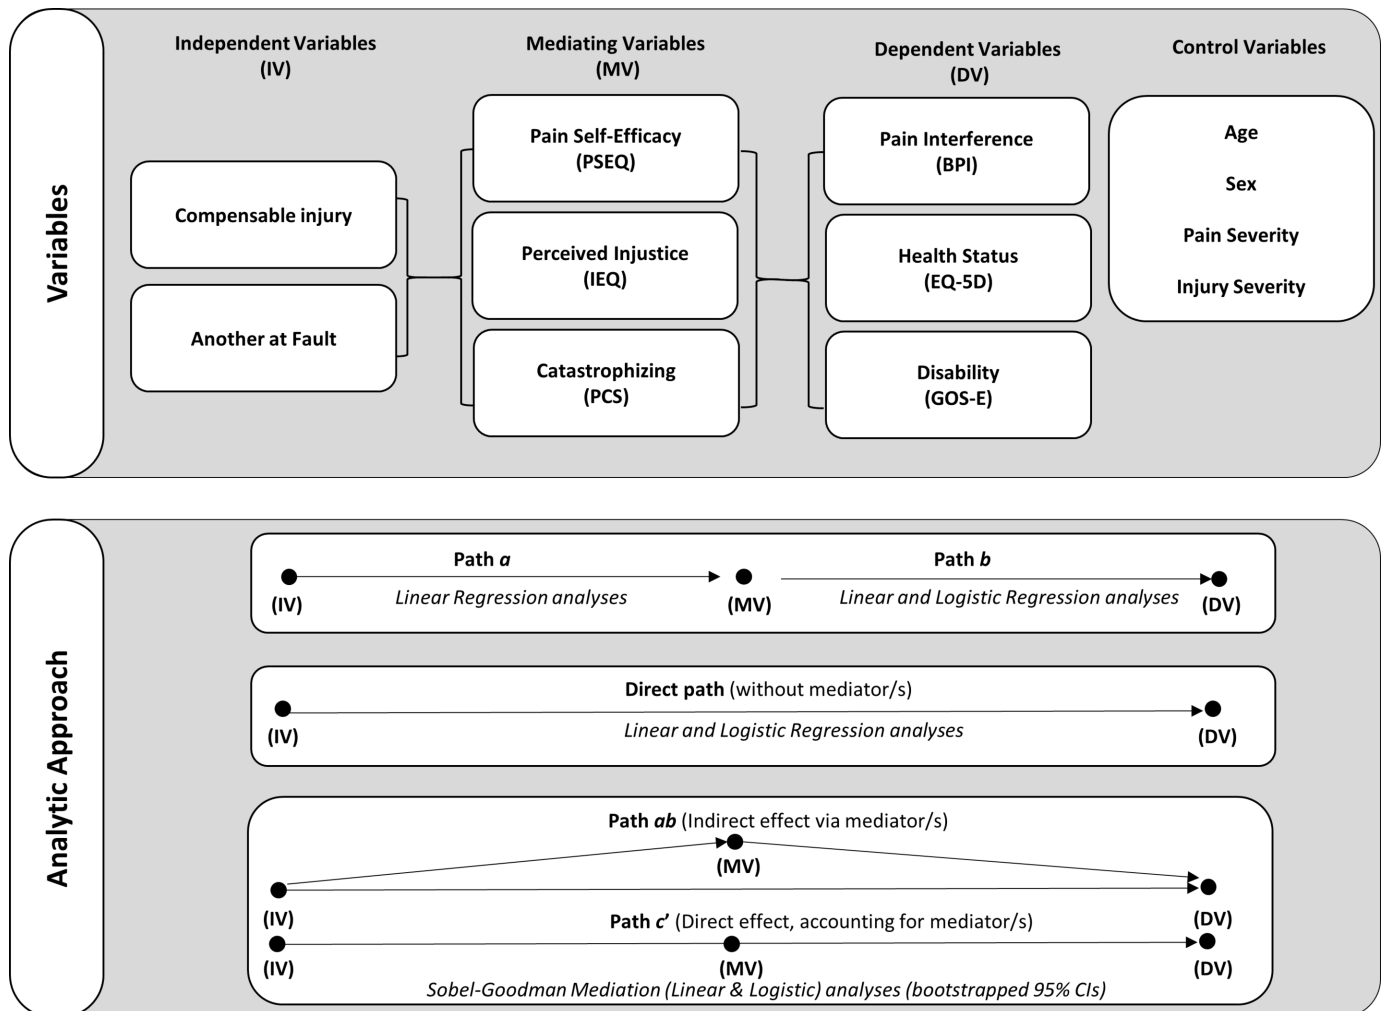 Variables
Independent Variables
(IV)
Mediating Variables
(MV)
Dependent Variables
(DV)
Control Variables
Compensable injury
Another at Fault
Pain Self-Efficacy
(PSEQ)
Perceived Injustice
(IEQ)
Catastrophizing
(PCS)
Pain Interference
(BPI)
Health Status
(EQ-5D)
Disability
(GOS-E)
Age
Sex
Pain Severity
Injury Severity
Analytic Approach
Path a
Path b
(IV)
Linear Regression analyses
(MV)
Linear and Logistic Regression analyses
(DV)
Direct path (without mediator/s)
(IV)
Linear and Logistic Regression analyses
(DV)
Path ab (Indirect effect via mediator/s)
(MV)
(IV)
(DV)
Path c' (Direct effect, accounting for mediator/s)
(IV)
(MV)
(DV)
Sobel-Goodman Mediation (Linear & Logistic) analyses (bootstrapped 95% CIs)